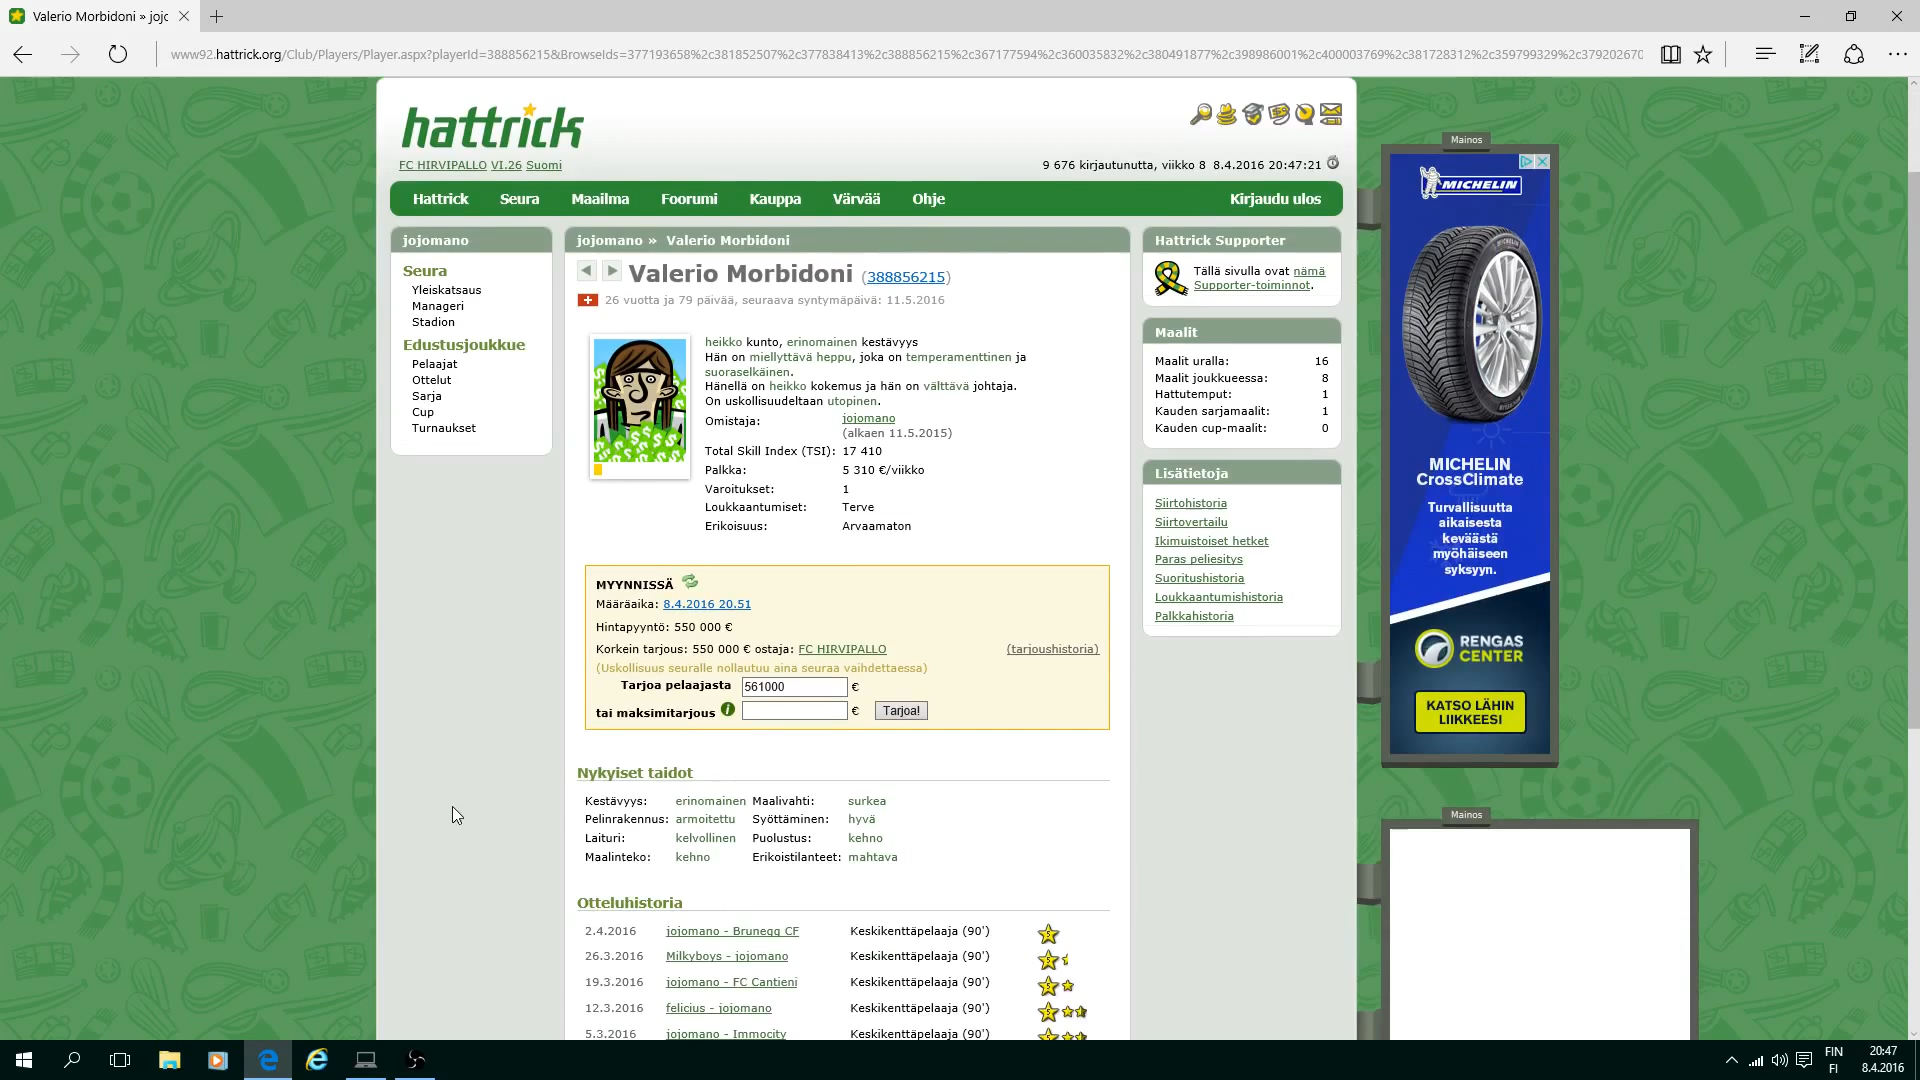 Valerio Morbidoni » jojo
www92.hattrick.org/Club/Players/Player.aspx?playerId=388856215&BrowseIds=377193658%2c381852507%2c377838413%2c388856215%2c367177594%2c360035832%2c380491877%2c398986001%2c400003769%2c381728312%2c359799329%2c379202670
hattrick
FC HIRVIPALLO VI.26 Suomi
9 676 kirjautunutta, viikko 8 8.4.2016 20:47:21
Hattrick Seura Maailma Foorumi Kauppa Värvää Ohje Kirjaudu ulos
jojomano
Seura
Yleiskatsaus
Manageri
Stadion
Edustusjoukkue
Pelaajat
Ottelut
Sarja
Cup
Turnaukset
jojomano » Valerio Morbidoni
Valerio Morbidoni (388856215)
26 vuotta ja 79 päivää, seuraava syntymäpäivä: 11.5.2016
heikko kunto, erinomainen kestävyys
Hän on miellyttävä heppu, joka on temperamenttinen ja
suoraselkäinen.
Hänellä on heikko kokemus ja hän on välttävä johtaja.
On uskollisuudeltaan utopinen.
Omistaja: jojomano
(alkaen 11.5.2015)
Total Skill Index (TSI): 17 410
Palkka: 5 310 €/viikko
Varoitukset: 1
Loukkaantumiset: Terve
Erikoisuus: Arvaamaton
MYYNNISSÄ
Määräaika: 8.4.2016 20.51
Hintapyyntö: 550 000 €
Korkein tarjous: 550 000 € ostaja: FC HIRVIPALLO (tarjoushistoria)
(Uskollisuus seuralle nollautuu aina seuraa vaihdettaessa)
Tarjoa pelaajasta 561000 €
tai maksimitarjous € Tarjoa!
Nykyiset taidot
Kestävyys: erinomainen Maalivahti: surkea
Pelinrakennus: armoitettu Syöttäminen: hyvä
Laituri: kelvollinen Puolustus: kehno
Maalinteko: kehno Erikoistilanteet: mahtava
Otteluhistoria
2.4.2016 jojomano - Brunegg CF Keskikenttäpelaaja (90') 5
26.3.2016 Milkyboys - jojomano Keskikenttäpelaaja (90') 5
19.3.2016 jojomano - FC Cantieni Keskikenttäpelaaja (90') 5
12.3.2016 felicius - jojomano Keskikenttäpelaaja (90') 5
5.3.2016 jojomano - Immocity Keskikenttäpelaaja (90') 5
Hattrick Supporter
Tällä sivulla ovat nämä
Supporter-toiminnot.
Maalit
Maalit uralla: 16
Maalit joukkueessa: 8
Hattutemput: 1
Kauden sarjamaalit: 1
Kauden cup-maalit: 0
Lisätietoja
Siirtohistoria
Siirtovertailu
Ikimuistoiset hetket
Paras peliesitys
Suoritushistoria
Loukkaantumishistoria
Palkkahistoria
Mainos
MICHELIN
MICHELIN
CrossClimate
Turvallisuutta
aikaisesta
keväästä
myöhäiseen
syksyyn.
RENGAS
CENTER
KATSO LÄHIN
LIIKKEESI
Mainos
FIN
FI
20:47
8.4.2016